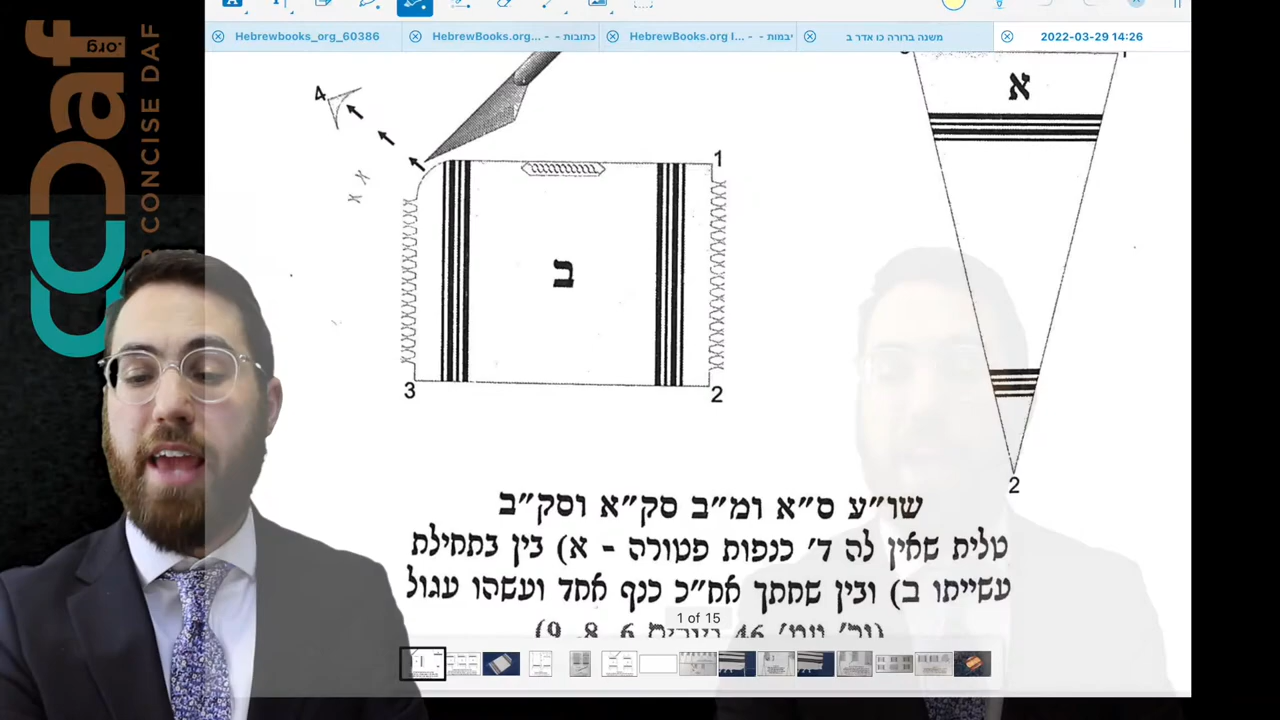 Hebrewbooks_org_60386
HebrewBooks.org... - כתובות -
HebrewBooks.org I... - יבמות -
משנה ברורה כו אדר ב
2022-03-29 14:26
.org
Daf
CONCISE DAF
4
1
א
ב
3
2
2
שו״ע ס״א ומ״ב סק״א וסק״ב
טלית שאין לה ד׳ כנפות פטורה - א) בין בתחילת
עשייתו ב) ובין שחתך אח״כ כנף אחד ועשהו עגול
1 of 15